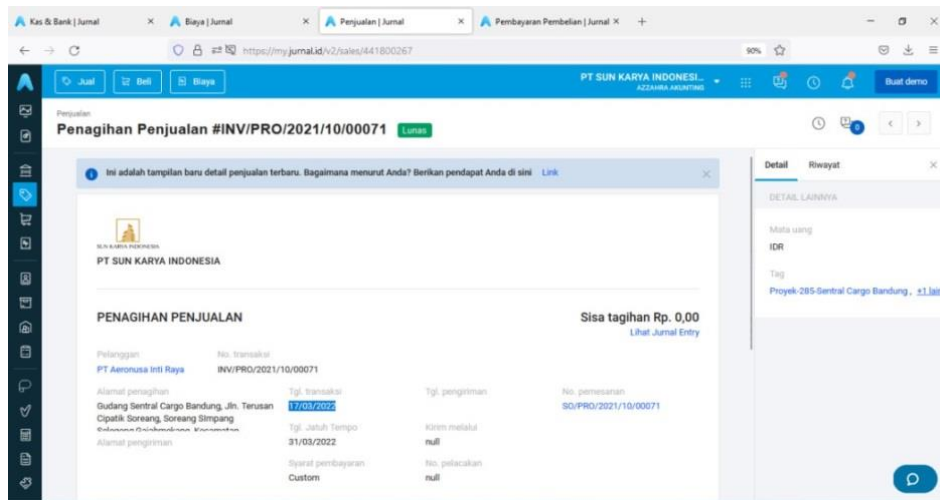 Kas & Bank | Jurnal
Biaya | Jurnal
Penjualan | Jurnal
Pembayaran Pembelian | Jurnal
https://my.jurnal.id/v2/sales/441800267
90%
Jual
Beli
Biaya
PT SUN KARYA INDONESI...
AZZAHRA AKUNTING
Buat demo
Penjualan
Penagihan Penjualan #INV/PRO/2021/10/00071
Lunas
0
Ini adalah tampilan baru detail penjualan terbaru. Bagaimana menurut Anda? Berikan pendapat Anda di sini Link
SUN KARYA INDONESIA
PT SUN KARYA INDONESIA
PENAGIHAN PENJUALAN
Sisa tagihan Rp. 0,00
Lihat Jurnal Entry
Pelanggan
No. transaksi
PT Aeronusa Inti Raya
INV/PRO/2021/10/00071
Alamat penagihan
Tgl. transaksi
Tgl. pengiriman
No. pemesanan
Gudang Sentral Cargo Bandung, Jln. Terusan
17/03/2022
SO/PRO/2021/10/00071
Cipatik Soreang, Soreang SImpang
Tgl. Jatuh Tempo
Kirim melalui
Alamat pengiriman
31/03/2022
null
Syarat pembayaran
No. pelacakan
Custom
null
Detail
Riwayat
DETAIL LAINNYA
Mata uang
IDR
Tag
Proyek-285-Sentral Cargo Bandung, +1 lain